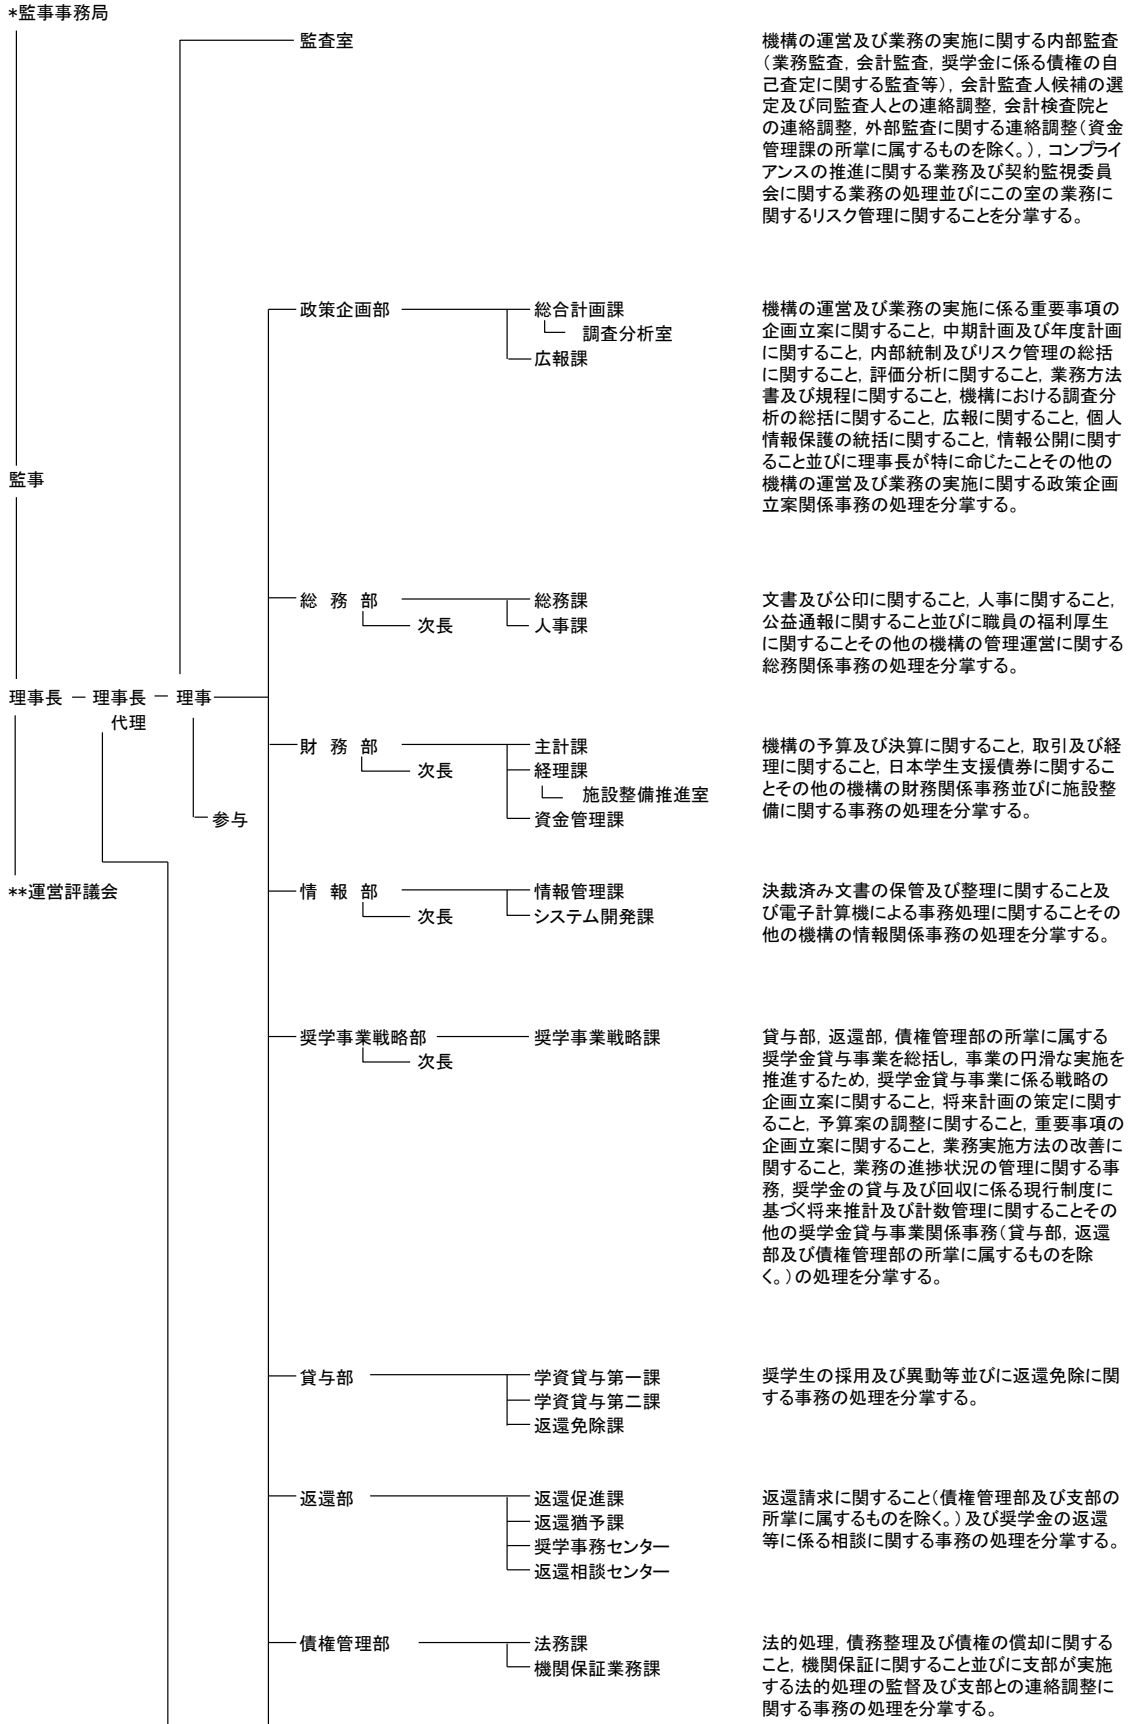 *監事事務局
監査室
機構の運営及び業務の実施に関する内部監査
（業務監査, 会計監査, 奨学金に係る債権の自
己査定に関する監査等）, 会計監査人候補の選
定及び同監査人との連絡調整, 会計検査院と
の連絡調整, 外部監査に関する連絡調整（資金
管理課の所掌に属するものを除く。）, コンプライ
アンスの推進に関する業務及び契約監視委員
会に関する業務の処理並びにこの室の業務に
関するリスク管理に関することを分掌する。
政策企画部
総合計画課
調査分析室
広報課
機構の運営及び業務の実施に係る重要事項の
企画立案に関すること, 中期計画及び年度計画
に関すること, 内部統制及びリスク管理の総括
に関すること, 評価分析に関すること, 業務方法
書及び規程に関すること, 機構における調査分
析の総括に関すること, 広報に関すること, 個人
情報保護の統括に関すること, 情報公開に関す
ること並びに理事長が特に命じたことその他の
機構の運営及び業務の実施に関する政策企画
立案関係事務の処理を分掌する。
監事
総 務 部
次長
総務課
人事課
文書及び公印に関すること, 人事に関すること,
公益通報に関すること並びに職員の福利厚生
に関することその他の機構の管理運営に関する
総務関係事務の処理を分掌する。
理事長 － 理事長 － 理事
代理
参与
財 務 部
次長
主計課
経理課
施設整備推進室
資金管理課
機構の予算及び決算に関すること, 取引及び経
理に関すること, 日本学生支援債券に関するこ
とその他の機構の財務関係事務並びに施設整
備に関する事務の処理を分掌する。
**運営評議会
情 報 部
次長
情報管理課
システム開発課
決裁済み文書の保管及び整理に関すること及
び電子計算機による事務処理に関することその
他の機構の情報関係事務の処理を分掌する。
奨学事業戦略部
次長
奨学事業戦略課
貸与部, 返還部, 債権管理部の所掌に属する
奨学金貸与事業を総括し, 事業の円滑な実施を
推進するため, 奨学金貸与事業に係る戦略の
企画立案に関すること, 将来計画の策定に関す
ること, 予算案の調整に関すること, 重要事項の
企画立案に関すること, 業務実施方法の改善に
関すること, 業務の進捗状況の管理に関する事
務, 奨学金の貸与及び回収に係る現行制度に
基づく将来推計及び計数管理に関することその
他の奨学金貸与事業関係事務（貸与部, 返還
部及び債権管理部の所掌に属するものを除
く。）の処理を分掌する。
貸与部
学資貸与第一課
学資貸与第二課
返還免除課
奨学生の採用及び異動等並びに返還免除に関
する事務の処理を分掌する。
返還部
返還促進課
返還猶予課
奨学事務センター
返還相談センター
返還請求に関すること（債権管理部及び支部の
所掌に属するものを除く。）及び奨学金の返還
等に係る相談に関する事務の処理を分掌する。
債権管理部
法務課
機関保証業務課
法的処理, 債務整理及び債権の償却に関する
こと, 機関保証に関すること並びに支部が実施
する法的処理の監督及び支部との連絡調整に
関する事務の処理を分掌する。